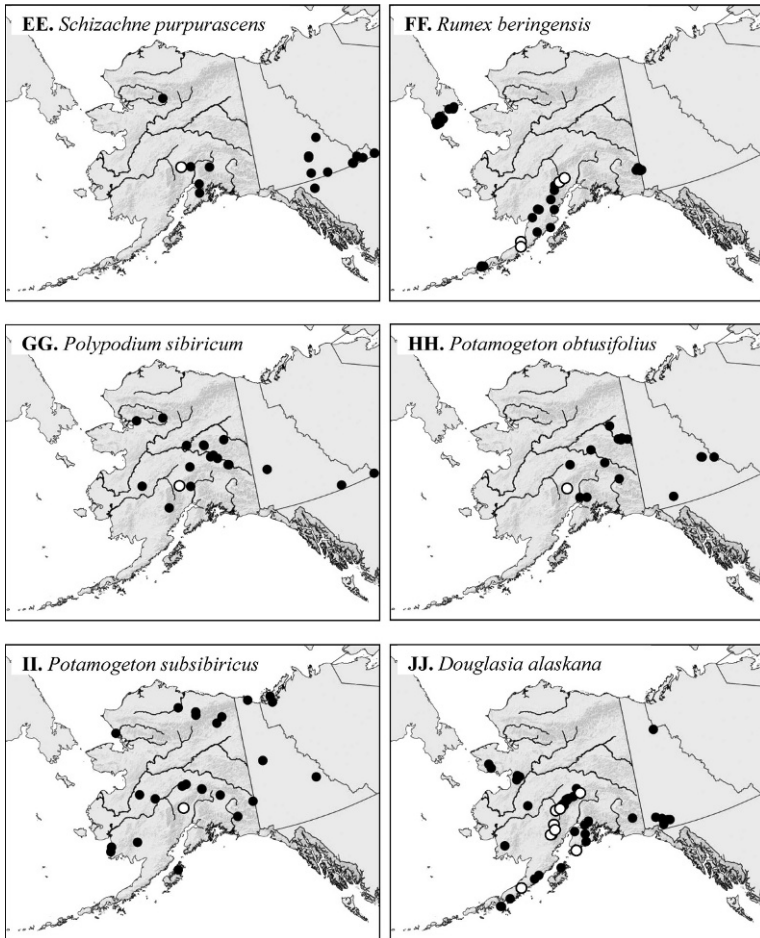 EE. Schizachne purpurascens
FF. Rumex beringensis
GG. Polypodium sibiricum
HH. Potamogeton obtusifolius
II. Potamogeton subsibiricus
JJ. Douglasia alaskana